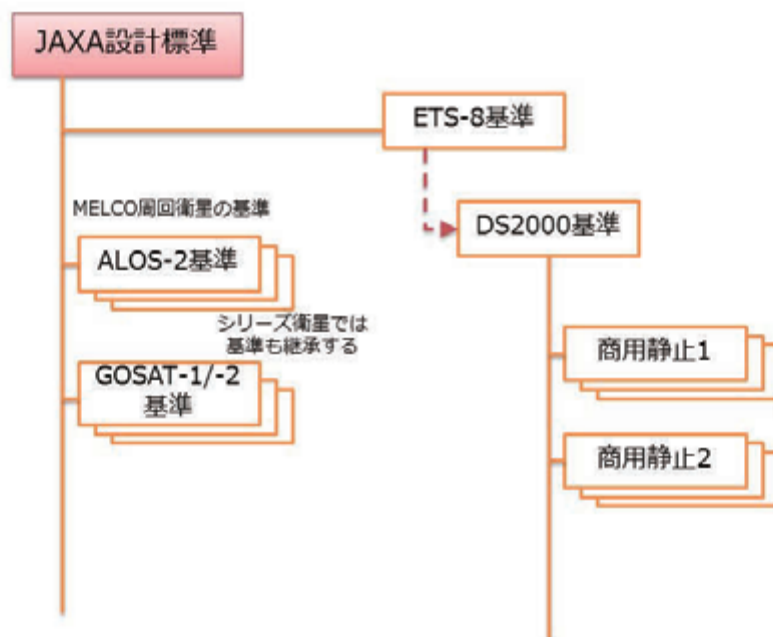 JAXA設計標準
ETS-8基準
MELCO周回衛星の基準
DS2000基準
ALOS-2基準
シリーズ衛星では
基準も継承する
商用静止1
GOSAT-1/-2
基準
商用静止2